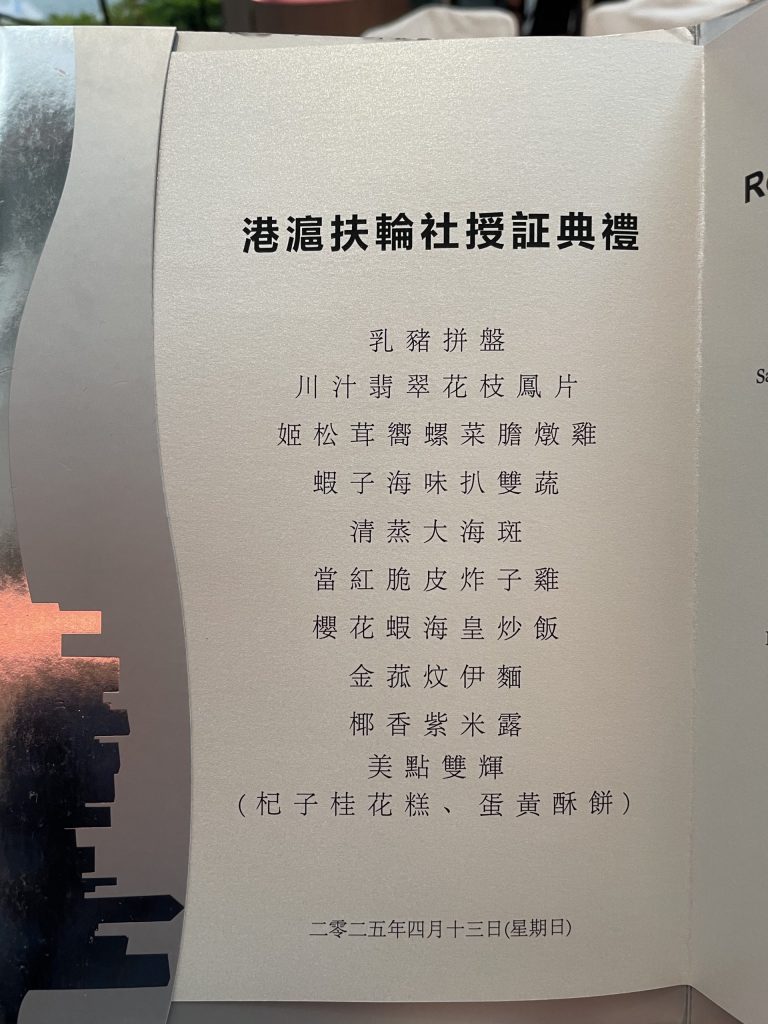 港滬扶輪社授証典禮
乳豬拼盤
川汁翡翠花枝鳳片
姬松茸嚮螺菜膽燉雞
蝦子海味扒雙蔬
清蒸大海斑
當紅脆皮炸子雞
櫻花蝦海皇炒飯
金菰炆伊麵
椰香紫米露
美點雙輝
(杞子桂花糕、蛋黃酥餅)
二零二五年四月十三日(星期日)